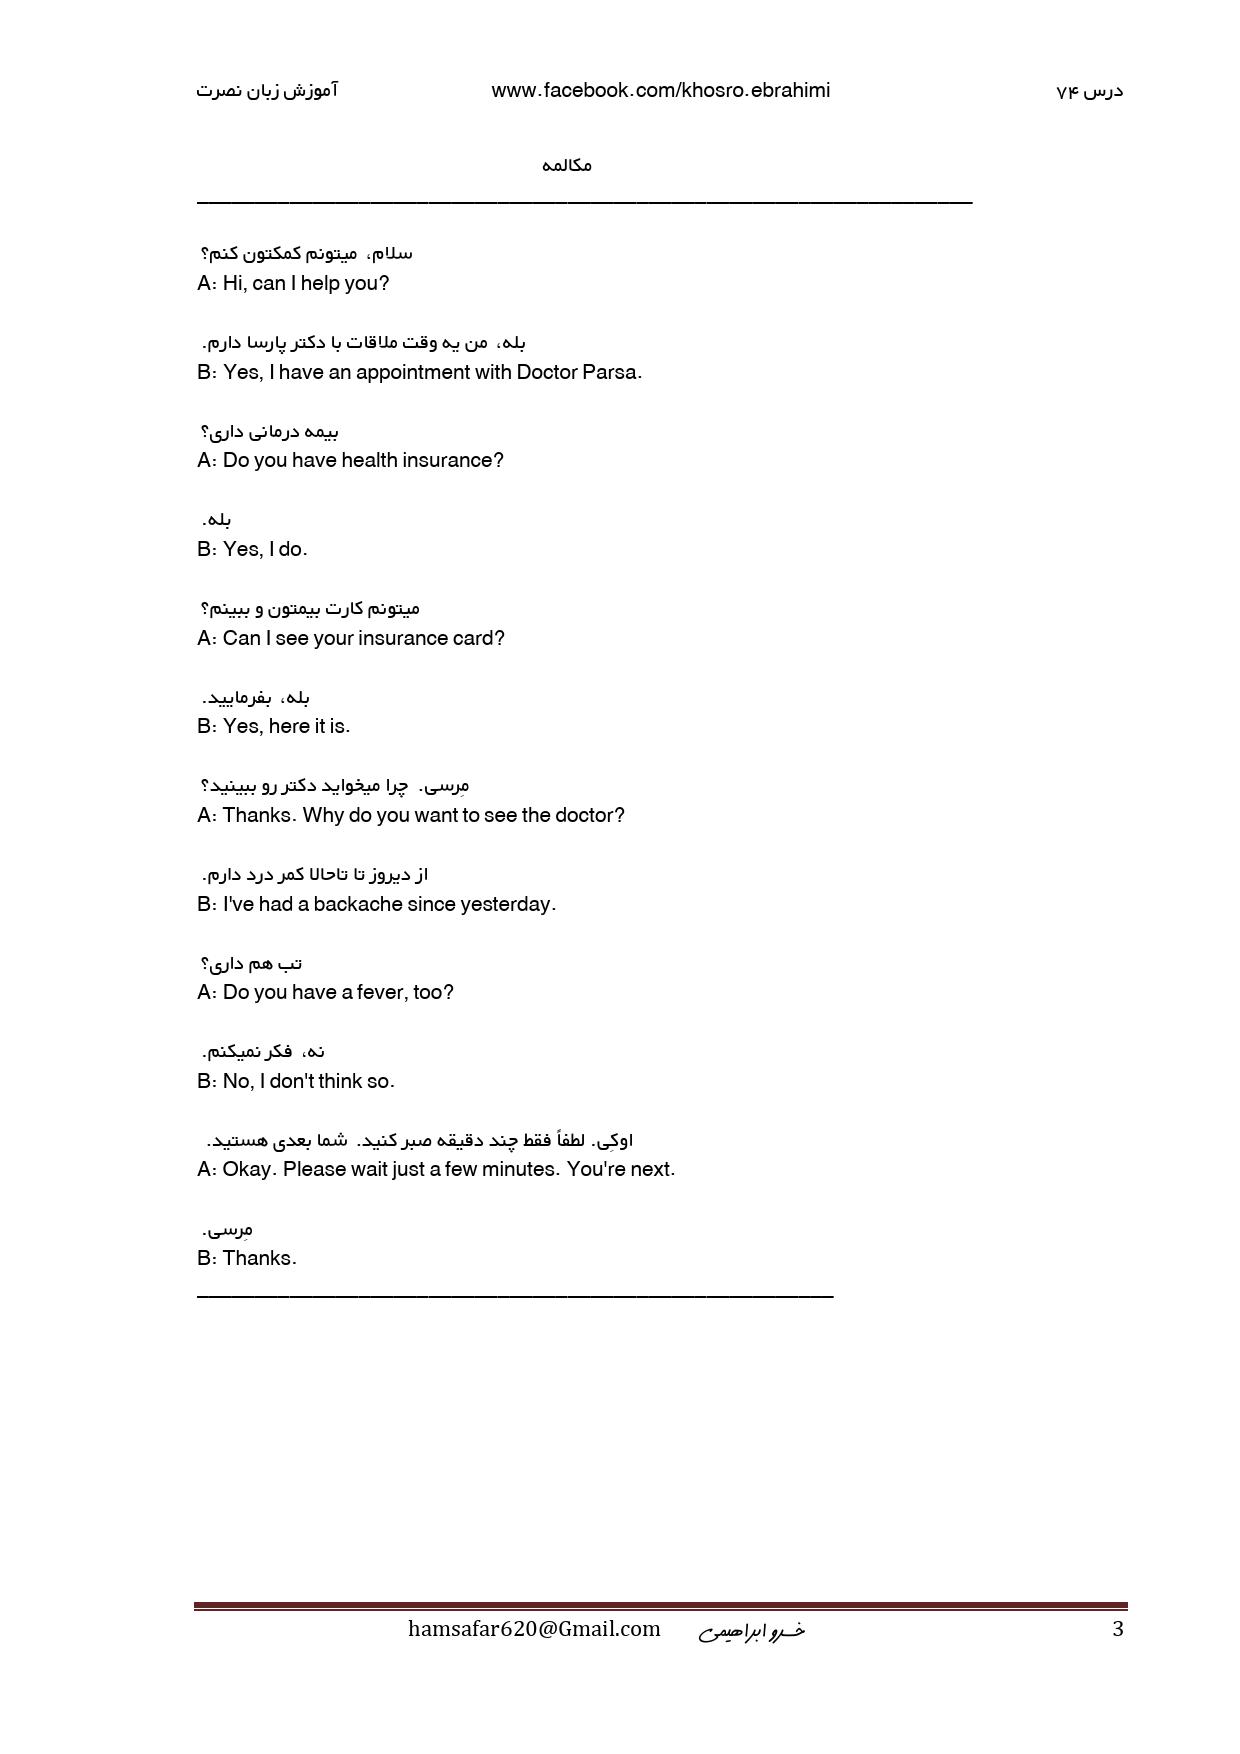 درس ۷۴ www.facebook.com/khosro.ebrahimi آموزش زبان نصرت
مکالمه
سلام، میتونم کمکتون کنم؟
A: Hi, can I help you?
بله، من یه وقت ملاقات با دکتر پارسا دارم.
B: Yes, I have an appointment with Doctor Parsa.
بیمه درمانی داری؟
A: Do you have health insurance?
بله.
B: Yes, I do.
میتونم کارت بیمتون و ببینم؟
A: Can I see your insurance card?
بله، بفرمایید.
B: Yes, here it is.
مِرسی. چرا میخواید دکتر رو ببینید؟
A: Thanks. Why do you want to see the doctor?
از دیروز تا تاحالا کمر درد دارم.
B: I've had a backache since yesterday.
تب هم داری؟
A: Do you have a fever, too?
نه، فکر نمیکنم.
B: No, I don't think so.
اوکِی. لطفاً فقط چند دقیقه صبر کنید. شما بعدی هستید.
A: Okay. Please wait just a few minutes. You're next.
مِرسی.
B: Thanks.
hamsafar620@Gmail.com خسرو ابراهیمی 3